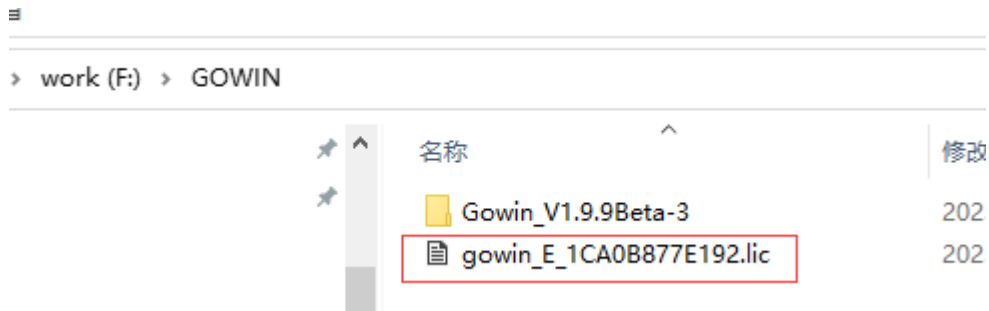 work (F:) > GOWIN
名称 修改
Gowin_V1.9.9Beta-3 202
gowin_E_1CA0B877E192.lic 202